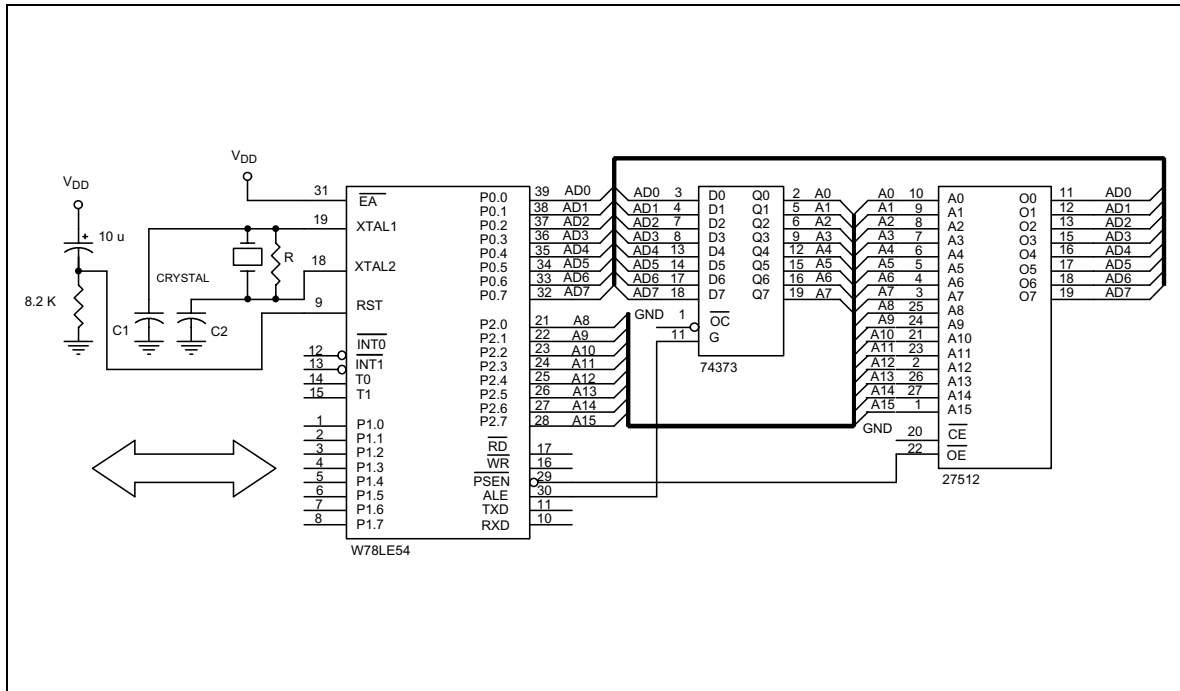 VDD
VDD
10 u
8.2 K
CRYSTAL
R
C1
C2
31
19
18
9
12
13
14
15
1
2
3
4
5
6
7
8
EA
XTAL1
XTAL2
RST
INT0
INT1
T0
T1
P1.0
P1.1
P1.2
P1.3
P1.4
P1.5
P1.6
P1.7
P0.0 39 AD0
P0.1 38 AD1
P0.2 37 AD2
P0.3 36 AD3
P0.4 35 AD4
P0.5 34 AD5
P0.6 33 AD6
P0.7 32 AD7
P2.0 21 A8
P2.1 22 A9
P2.2 23 A10
P2.3 24 A11
P2.4 25 A12
P2.5 26 A13
P2.6 27 A14
P2.7 28 A15
RD 17
WR 16
PSEN 29
ALE 30
TXD 11
RXD 10
W78LE54
AD0 3 D0 Q0 2 A0
AD1 4 D1 Q1 5 A1
AD2 7 D2 Q2 6 A2
AD3 8 D3 Q3 9 A3
AD4 13 D4 Q4 12 A4
AD5 14 D5 Q5 15 A5
AD6 17 D6 Q6 16 A6
AD7 18 D7 Q7 19 A7
GND 1 OC
11 G
74373
A0 10 A0 O0 11 AD0
A1 9 A1 O1 12 AD1
A2 8 A2 O2 13 AD2
A3 7 A3 O3 15 AD3
A4 6 A4 O4 16 AD4
A5 5 A5 O5 17 AD5
A6 4 A6 O6 18 AD6
A7 3 A7 O7 19 AD7
A8 25 A8
A9 24 A9
A10 21 A10
A11 23 A11
A12 2 A12
A13 26 A13
A14 27 A14
A15 1 A15
GND 20 CE
22 OE
27512